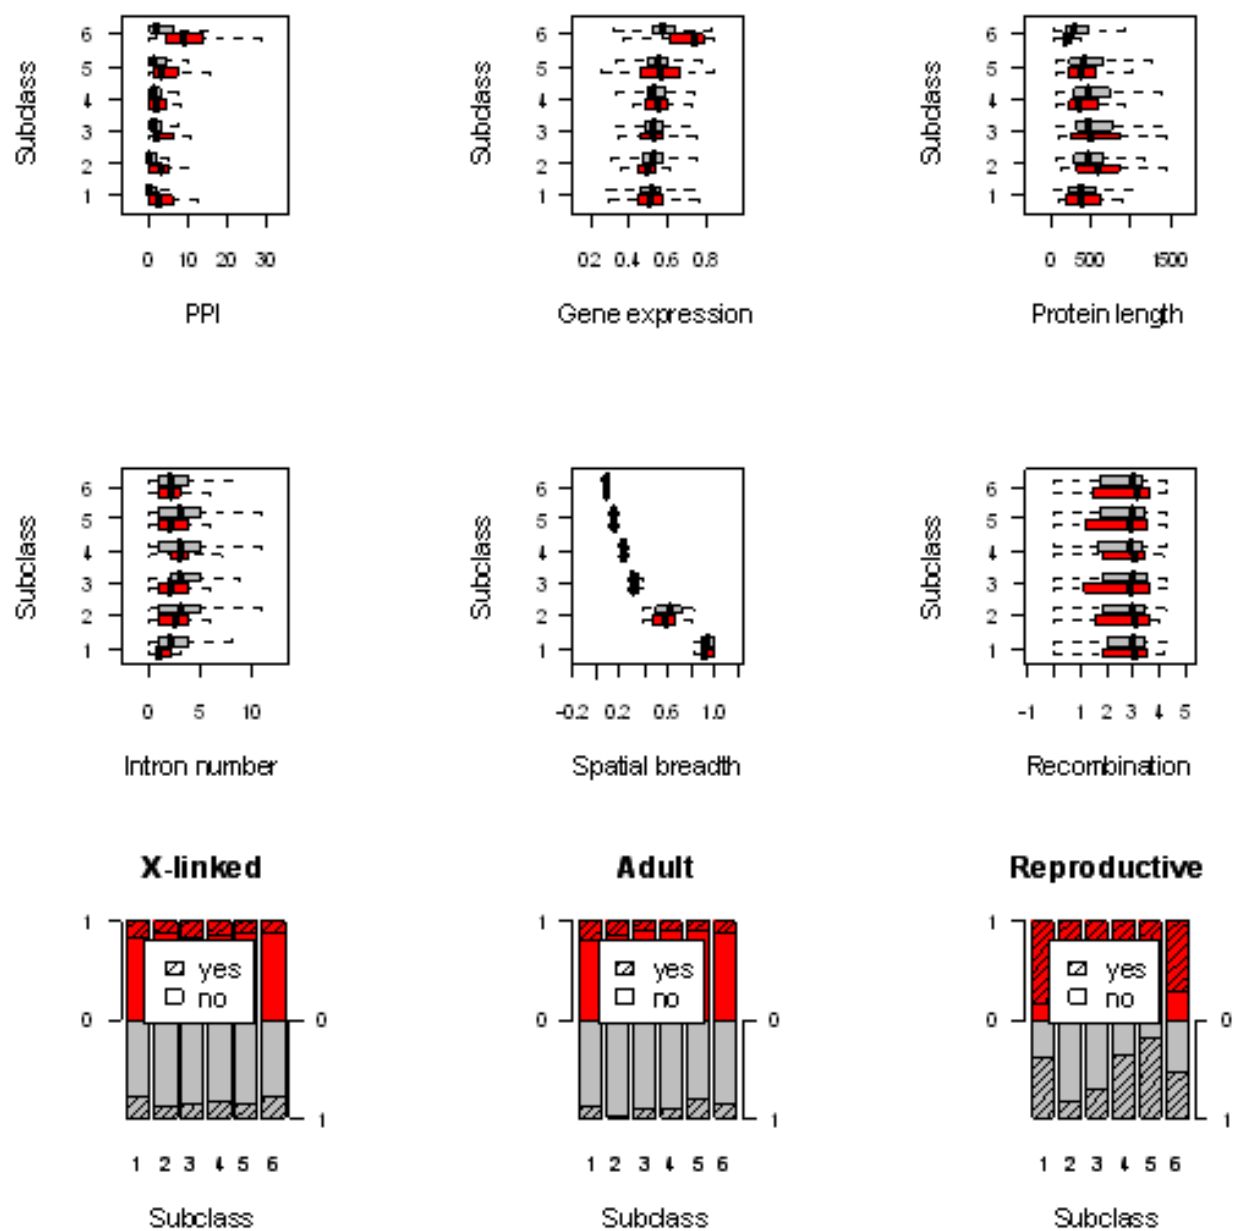 Subclass
6
5
4
3
2
1
0 10 20 30
PPI
Subclass
6
5
4
3
2
1
0.2 0.4 0.6 0.8
Gene expression
Subclass
6
5
4
3
2
1
0 500 1500
Protein length
Subclass
6
5
4
3
2
1
0 5 10
Intron number
Subclass
6
5
4
3
2
1
-0.2 0.2 0.6 1.0
Spatial breadth
Subclass
6
5
4
3
2
1
-1 1 2 3 4 5
Recombination
X-linked
1
0
0
1
yes
no
1 2 3 4 5 6
Subclass
Adult
1
0
0
1
yes
no
1 2 3 4 5 6
Subclass
Reproductive
1
0
0
1
yes
no
1 2 3 4 5 6
Subclass